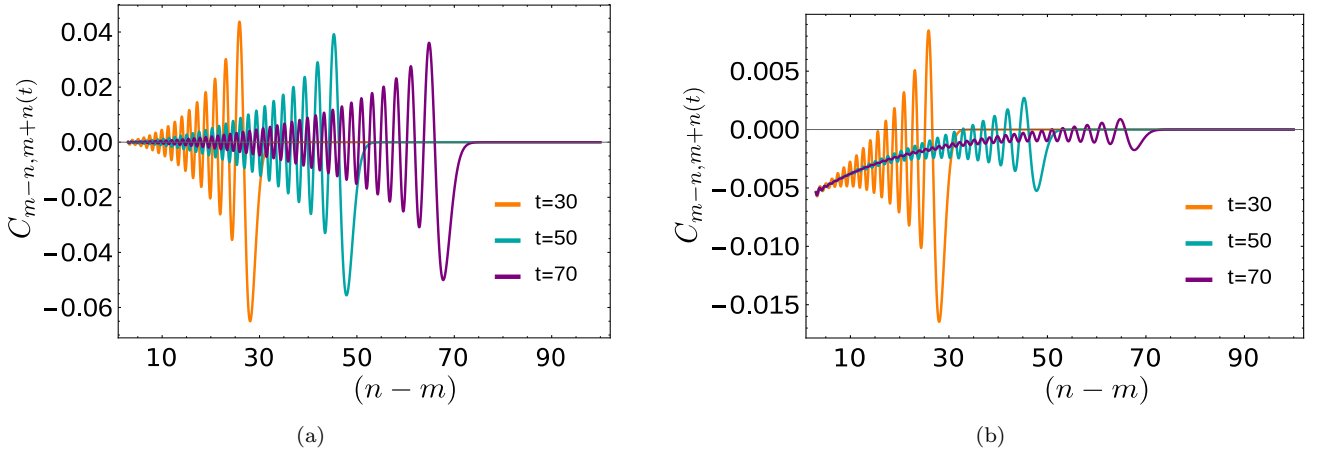 0.04
0.02
0.00
−0.02
−0.04
−0.06
C_{m−n,m+n(t)}
t=30
t=50
t=70
10 30 50 70 90
(n − m)
(a)
0.005
0.000
−0.005
−0.010
−0.015
C_{m−n,m+n(t)}
t=30
t=50
t=70
10 30 50 70 90
(n − m)
(b)